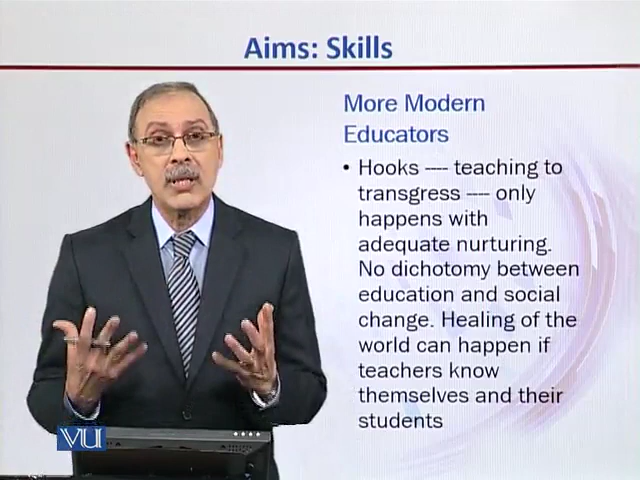 Aims: Skills
More Modern
Educators
• Hooks ---- teaching to
transgress ---- only
happens with
adequate nurturing.
No dichotomy between
education and social
change. Healing of the
world can happen if
teachers know
themselves and their
students
VU